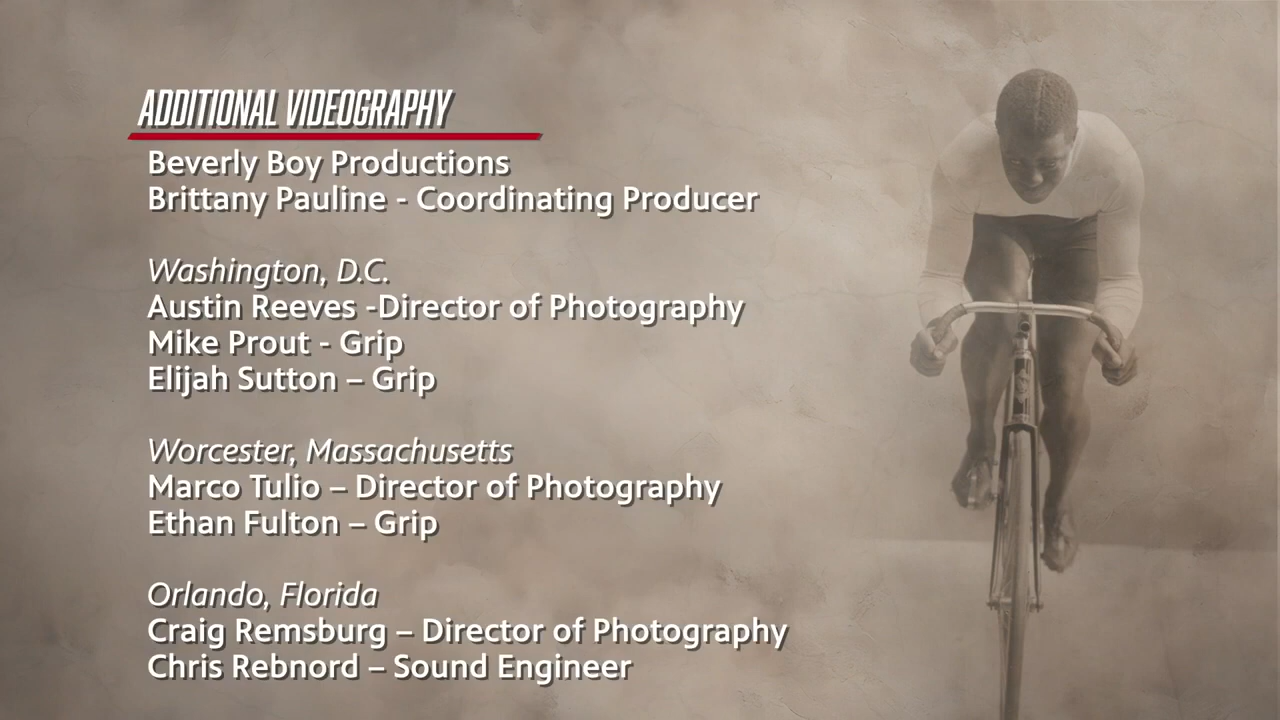 ADDITIONAL VIDEOGRAPHY
Beverly Boy Productions
Brittany Pauline - Coordinating Producer
Washington, D.C.
Austin Reeves -Director of Photography
Mike Prout - Grip
Elijah Sutton – Grip
Worcester, Massachusetts
Marco Tulio – Director of Photography
Ethan Fulton – Grip
Orlando, Florida
Craig Remsburg – Director of Photography
Chris Rebnord – Sound Engineer